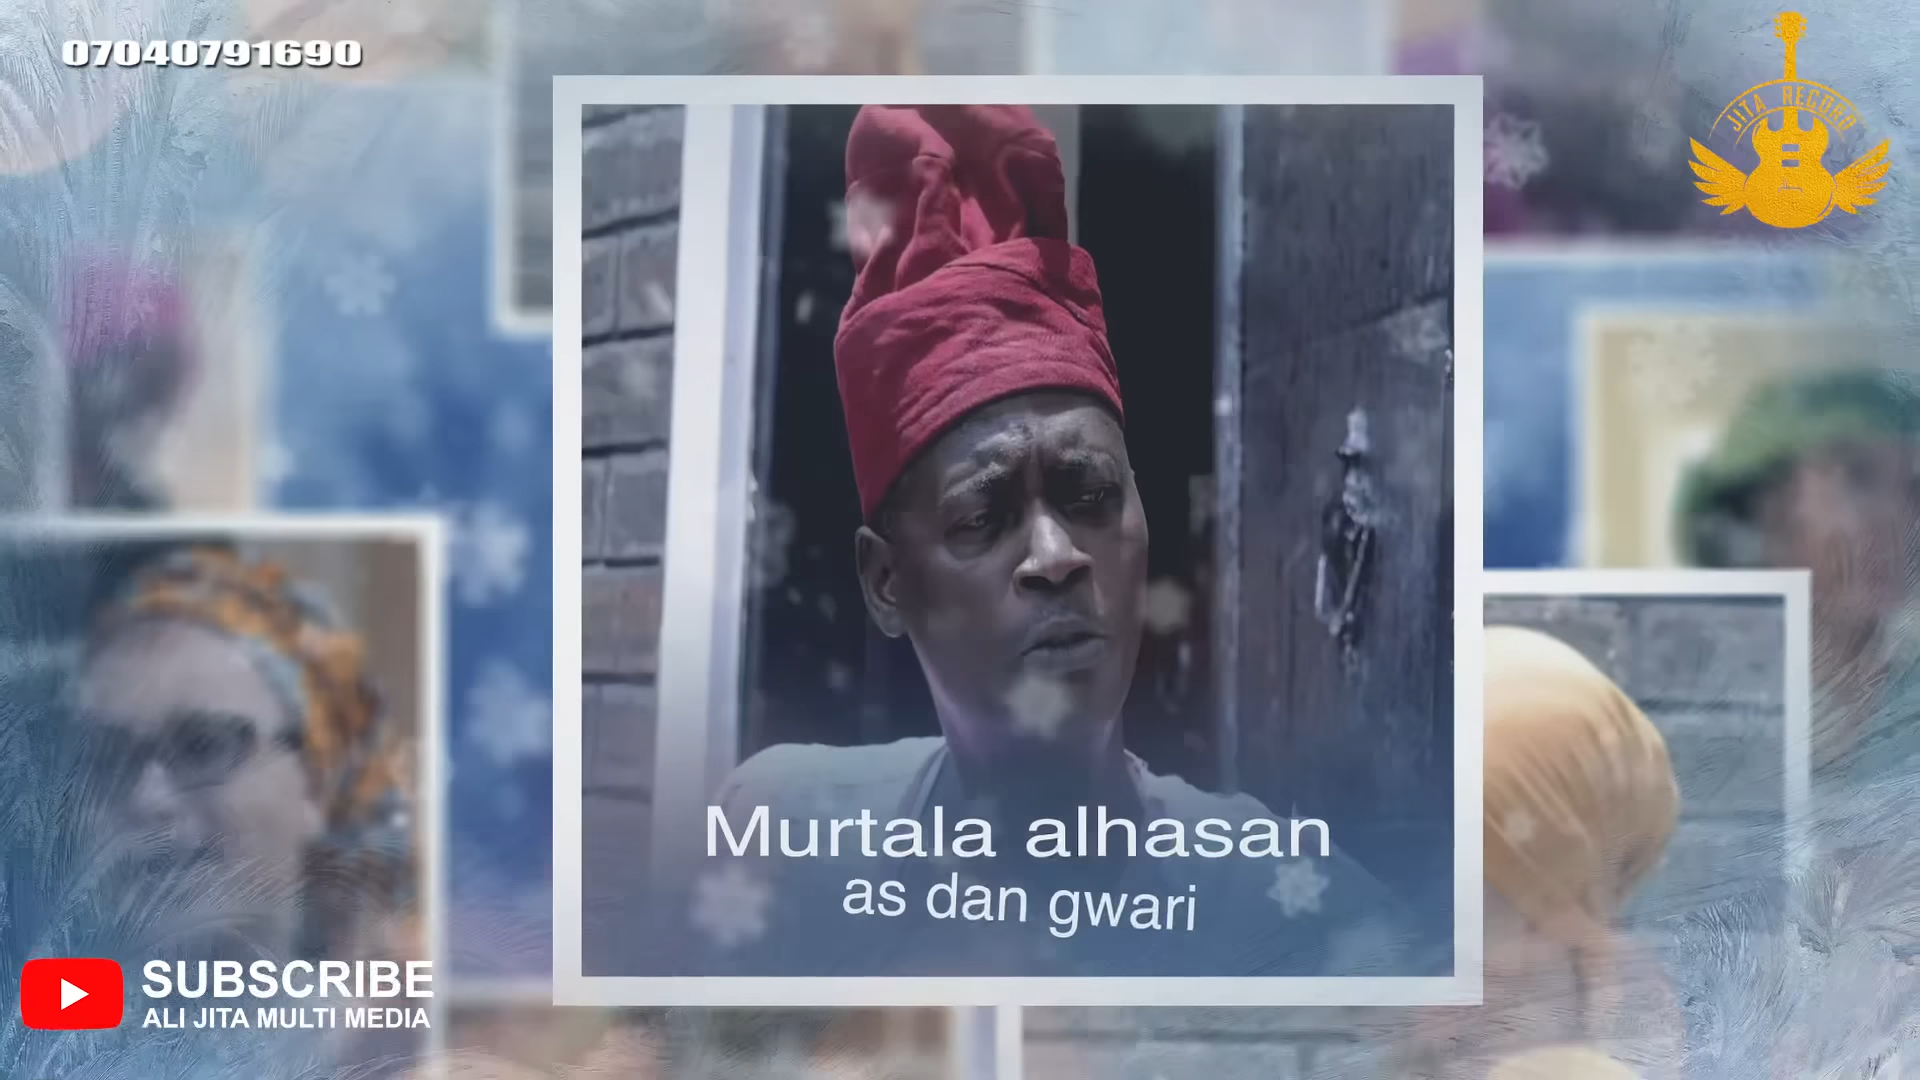 07040791690
JITA RECORD
Murtala alhasan
as dan gwari
SUBSCRIBE
ALI JITA MULTI MEDIA